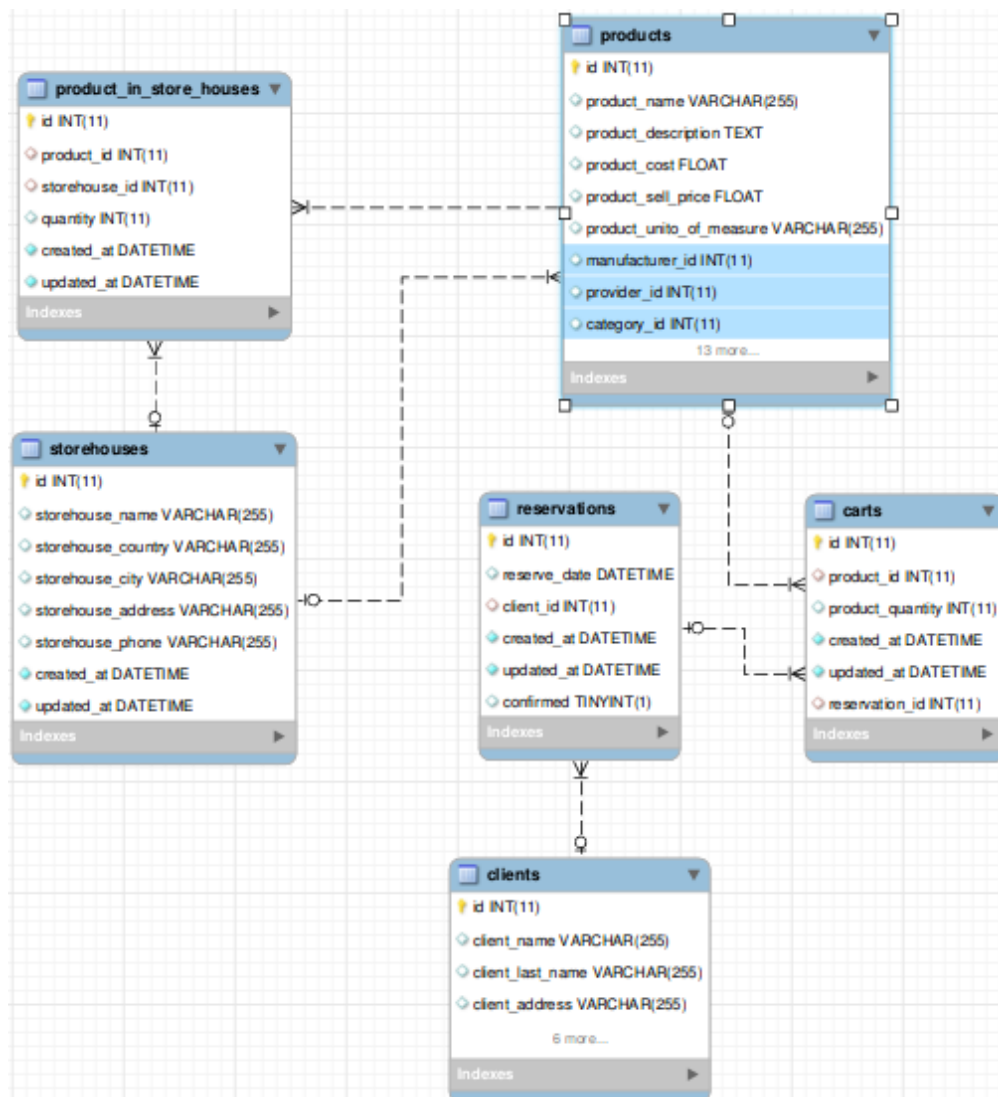 product_in_store_houses
id INT(11)
product_id INT(11)
storehouse_id INT(11)
quantity INT(11)
created_at DATETIME
updated_at DATETIME
Indexes
products
id INT(11)
product_name VARCHAR(255)
product_description TEXT
product_cost FLOAT
product_sell_price FLOAT
product_unito_of_measure VARCHAR(255)
manufacturer_id INT(11)
provider_id INT(11)
category_id INT(11)
13 more...
Indexes
storehouses
id INT(11)
storehouse_name VARCHAR(255)
storehouse_country VARCHAR(255)
storehouse_city VARCHAR(255)
storehouse_address VARCHAR(255)
storehouse_phone VARCHAR(255)
created_at DATETIME
updated_at DATETIME
Indexes
reservations
id INT(11)
reserve_date DATETIME
client_id INT(11)
created_at DATETIME
updated_at DATETIME
confirmed TINYINT(1)
Indexes
carts
id INT(11)
product_id INT(11)
product_quantity INT(11)
created_at DATETIME
updated_at DATETIME
reservation_id INT(11)
Indexes
clients
id INT(11)
client_name VARCHAR(255)
client_last_name VARCHAR(255)
client_address VARCHAR(255)
6 more...
Indexes